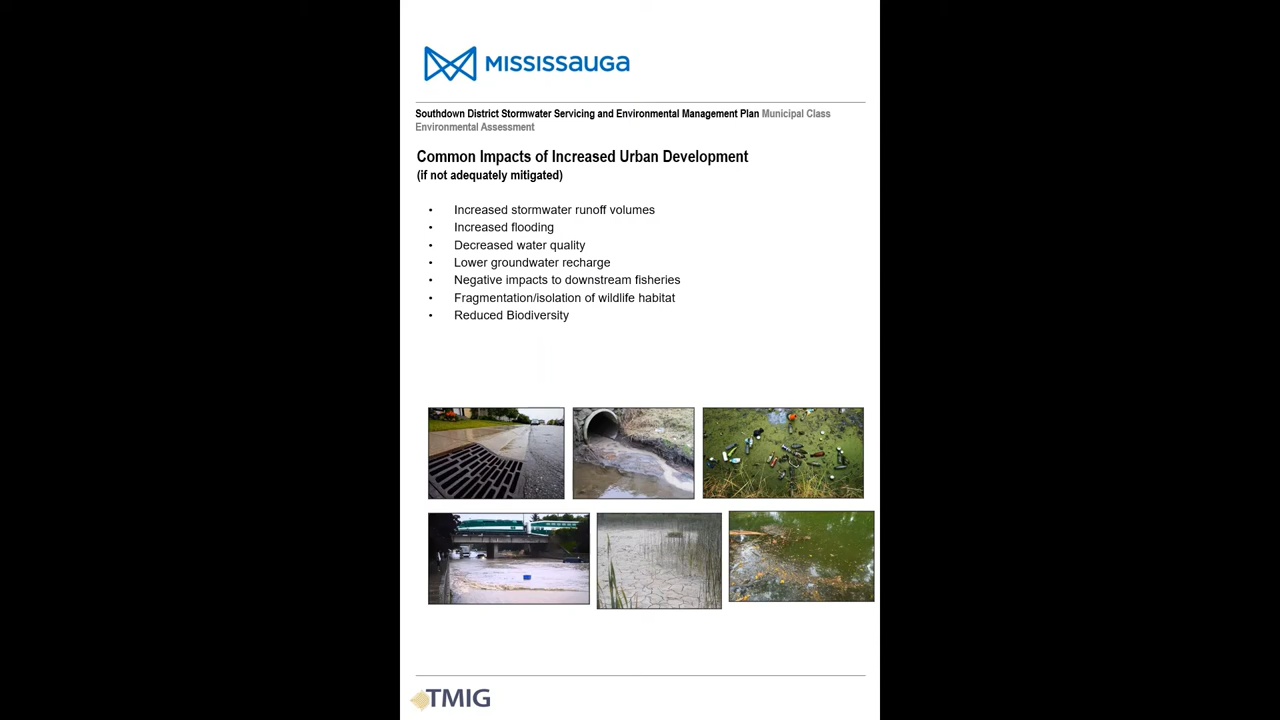 MISSISSAUGA
Southdown District Stormwater Servicing and Environmental Management Plan Municipal Class
Environmental Assessment
Common Impacts of Increased Urban Development
(if not adequately mitigated)
• Increased stormwater runoff volumes
• Increased flooding
• Decreased water quality
• Lower groundwater recharge
• Negative impacts to downstream fisheries
• Fragmentation/isolation of wildlife habitat
• Reduced Biodiversity
TMIG